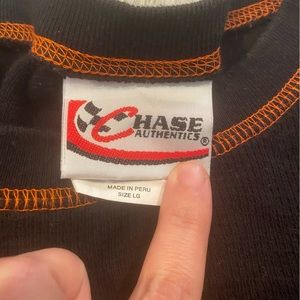 CHASE
AUTHENTICS®
MADE IN PERU
SIZE LG